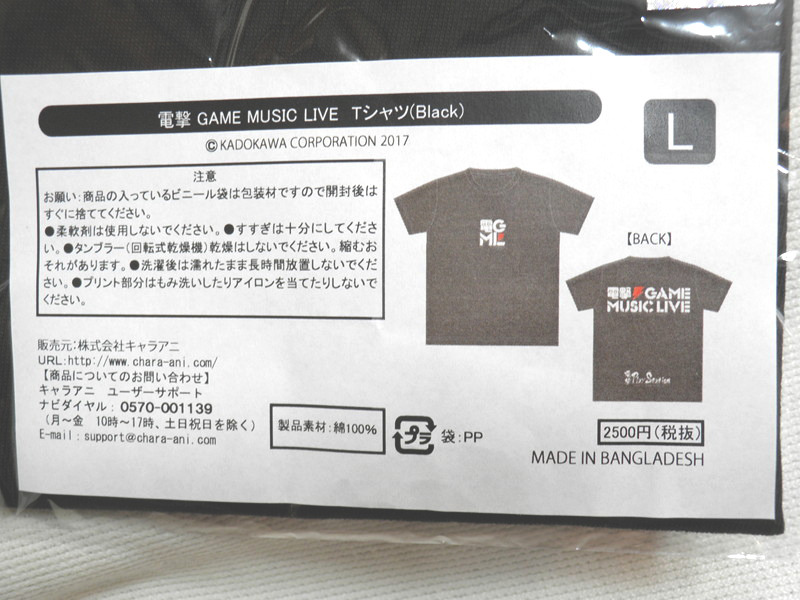 電撃 GAME MUSIC LIVE Tシャツ(Black)
L
©KADOKAWA CORPORATION 2017
注意
お願い:商品の入っているビニール袋は包装材ですので開封後は
すぐに捨ててください。
●柔軟剤は使用しないでください。●すすぎは十分にしてくださ
い。●タンブラー(回転式乾燥機)乾燥はしないでください。縮むお
それがあります。●洗濯後は濡れたまま長時間放置しないでくだ
さい。●プリント部分はもみ洗いしたりアイロンを当てたりしないで
ください。
電G
ML
【BACK】
電撃 GAME
MUSIC LIVE
販売元:株式会社キャラアニ
URL:http://www.chara-ani.com/
【商品についてのお問い合わせ】
キャラアニ ユーザーサポート
ナビダイヤル: 0570-001139
(月~金 10時~17時、土日祝日を除く)
E-mail:support@chara-ani.com
製品素材:綿100%
プラ
袋:PP
2500円(税抜)
MADE IN BANGLADESH